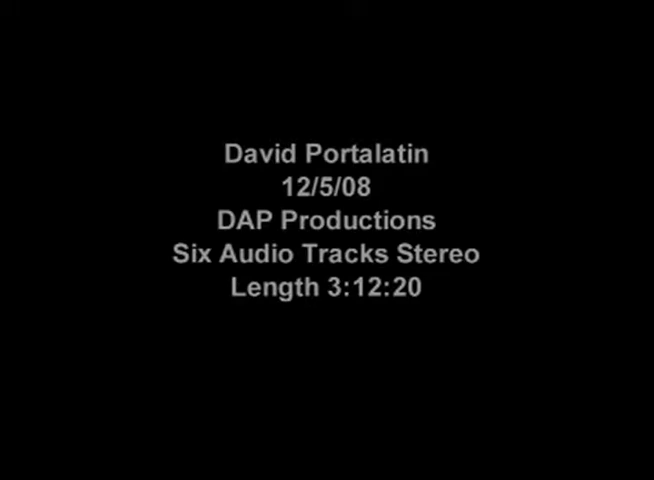 David Portalatin
12/5/08
DAP Productions
Six Audio Tracks Stereo
Length 3:12:20